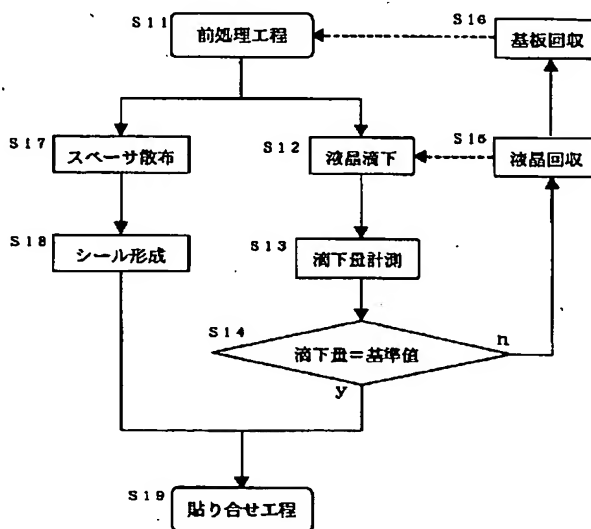 S11
前処理工程
S16
基板回収
S17
スペーサ散布
S12
液晶滴下
S15
液晶回収
S18
シール形成
S13
滴下量計測
S14
滴下量=基準値
n
y
S19
貼り合せ工程